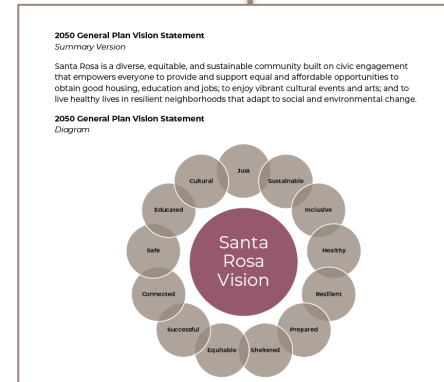 2050 General Plan Vision Statement
Summary Version
Santa Rosa is a diverse, equitable, and sustainable community built on civic engagement
that empowers everyone to provide and support equal and affordable opportunities to
obtain good housing, education and jobs; to enjoy vibrant cultural events and arts; and to
live healthy lives in resilient neighborhoods that adapt to social and environmental change.
2050 General Plan Vision Statement
Diagram
Just
Sustainable
Inclusive
Healthy
Resilient
Prepared
Sheltered
Equitable
Successful
Connected
Safe
Educated
Cultural
Santa
Rosa
Vision